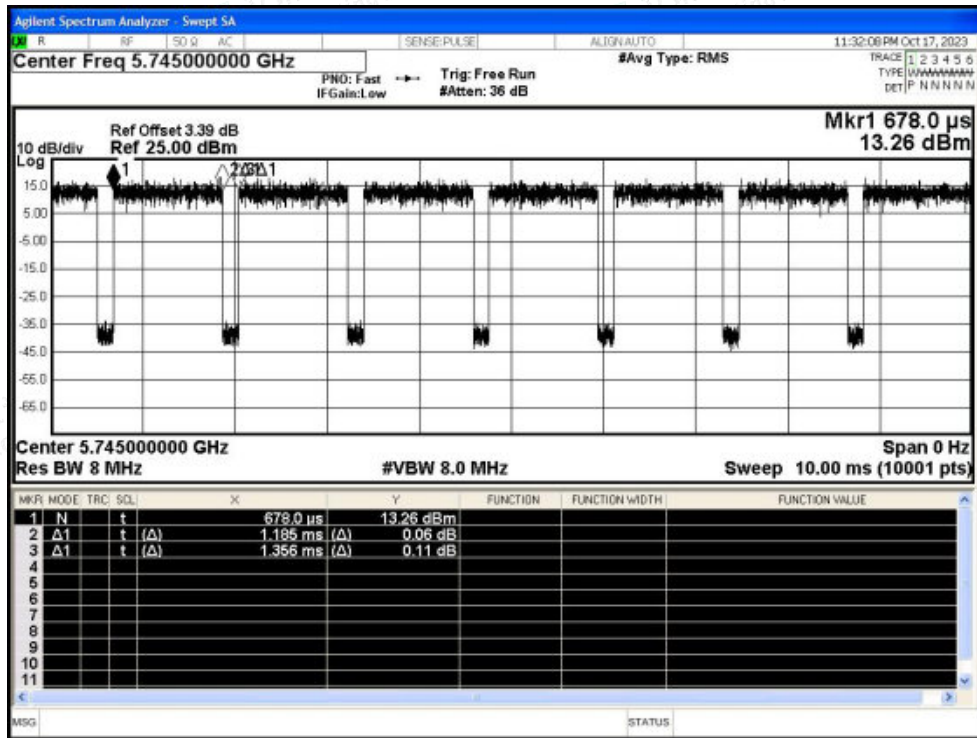 Agilent Spectrum Analyzer - Swept SA
R RF 50 Ω AC SENSE:PULSE ALIGNAUTO 11:32:08 PM Oct 17, 2023
Center Freq 5.745000000 GHz #Avg Type: RMS TRACE 1 2 3 4 5 6
PNO: Fast Trig: Free Run TYPE
IFGain:Low #Atten: 36 dB DET P N N N N N
Mkr1 678.0 µs
Ref Offset 3.39 dB
10 dB/div Ref 25.00 dBm 13.26 dBm
Log
1 1
15.0
5.00
-5.00
-15.0
-25.0
-35.0
-45.0
-55.0
-65.0
Center 5.745000000 GHz Span 0 Hz
Res BW 8 MHz #VBW 8.0 MHz Sweep 10.00 ms (10001 pts)
MKR MODE TRC SCL X Y FUNCTION FUNCTION WIDTH FUNCTION VALUE
1 N t 678.0 µs 13.26 dBm
2 Δ1 t (Δ) 1.185 ms (Δ) 0.06 dB
3 Δ1 t (Δ) 1.356 ms (Δ) 0.11 dB
4
5
6
7
8
9
10
11
MSG STATUS